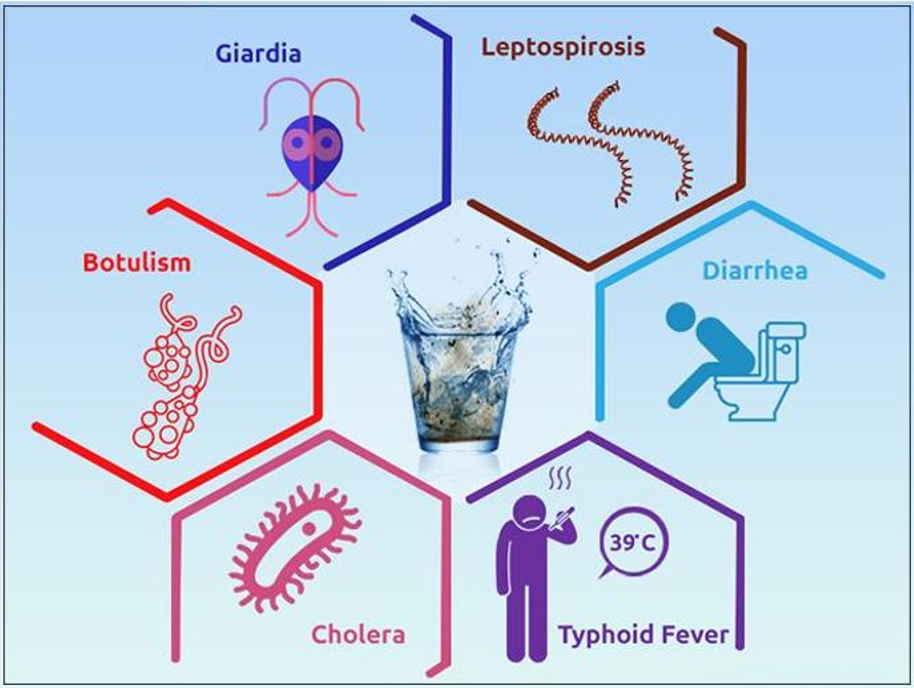 Giardia
Leptospirosis
Botulism
Diarrhea
39°C
Cholera
Typhoid Fever